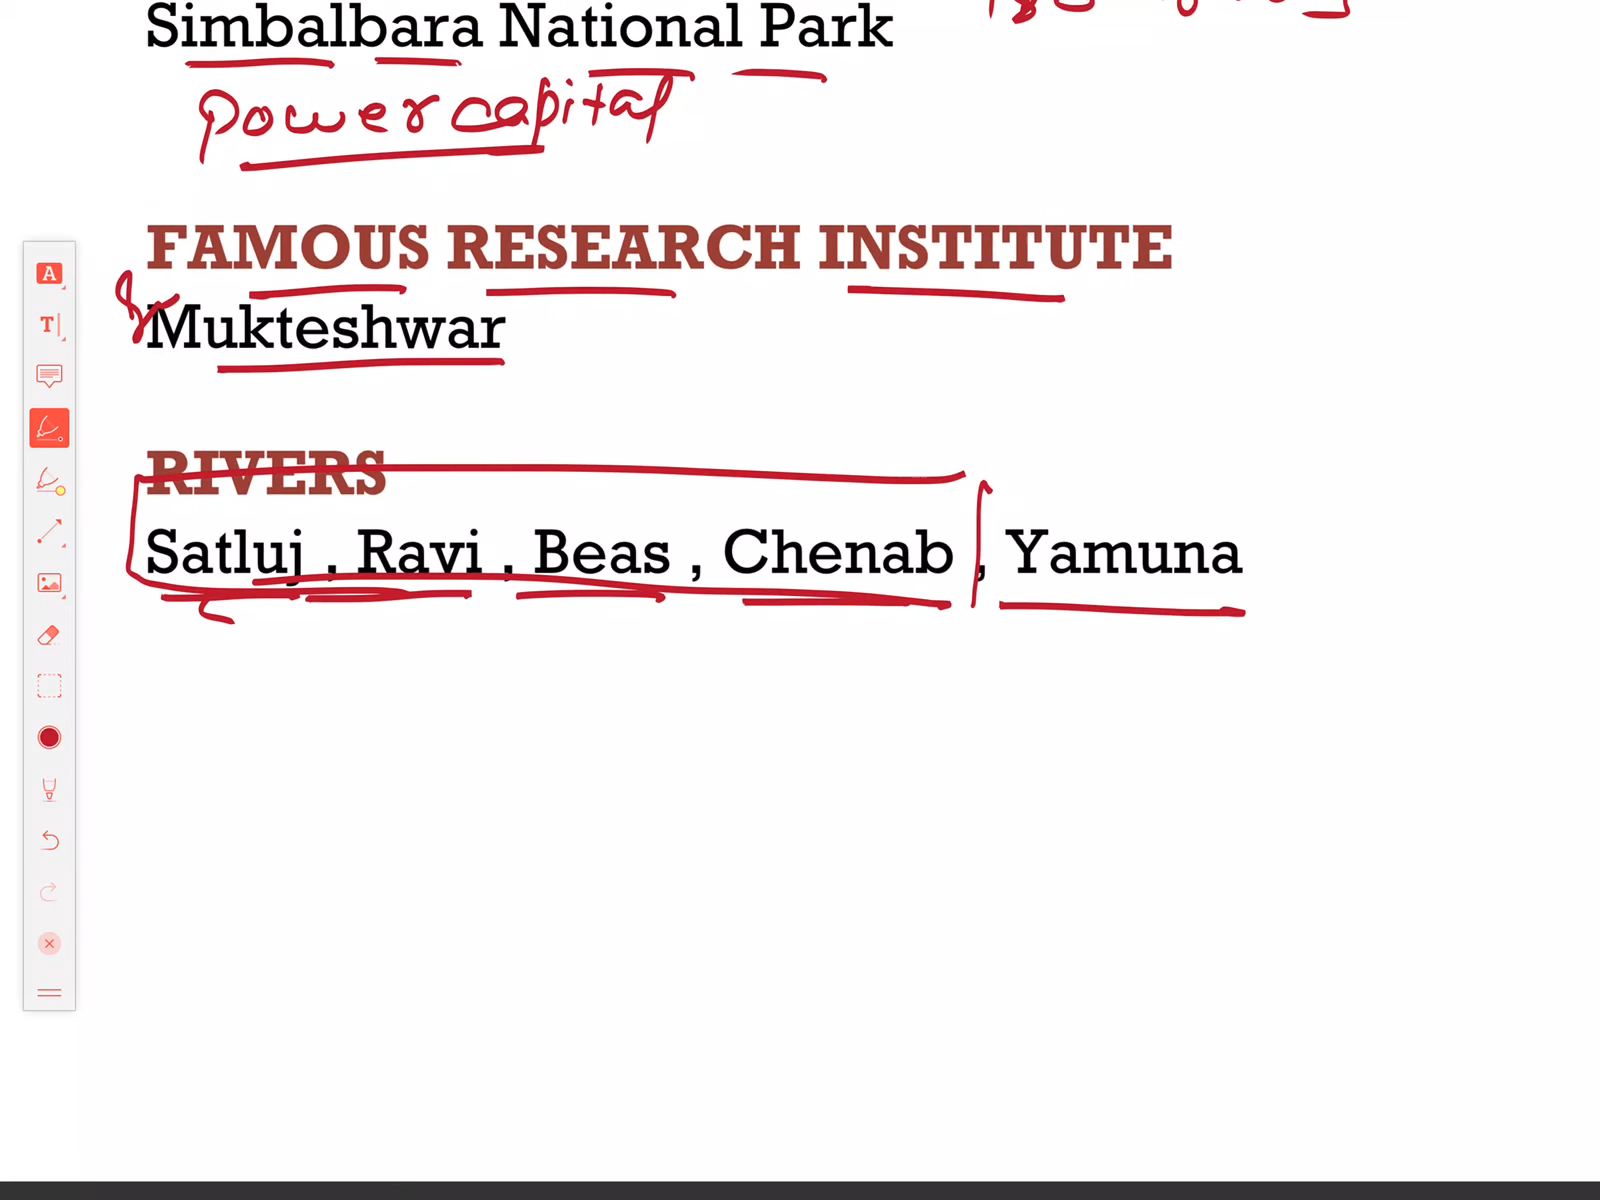 Simbalbara National Park
Power capital
FAMOUS RESEARCH INSTITUTE
Mukteshwar
RIVERS
Satluj , Ravi , Beas , Chenab , Yamuna